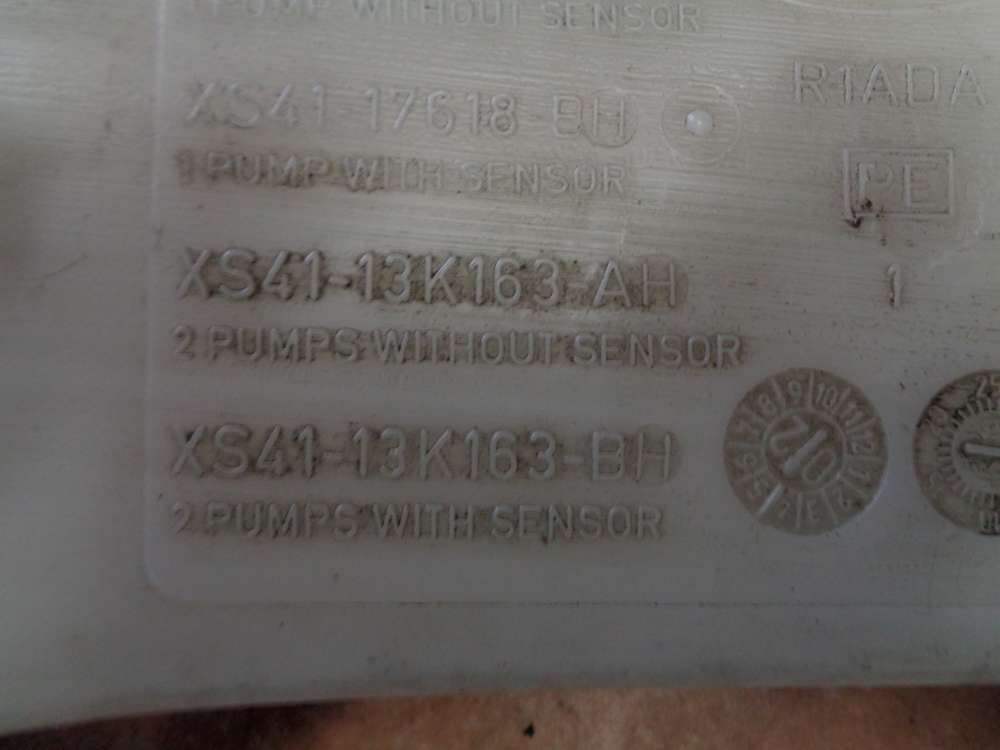 1 PUMP WITHOUT SENSOR
XS41-17618-BH
R1ADA
1 PUMP WITH SENSOR
PE
XS41-13K163-AH
1
2 PUMPS WITHOUT SENSOR
XS41-13K163-BH
2 PUMPS WITH SENSOR